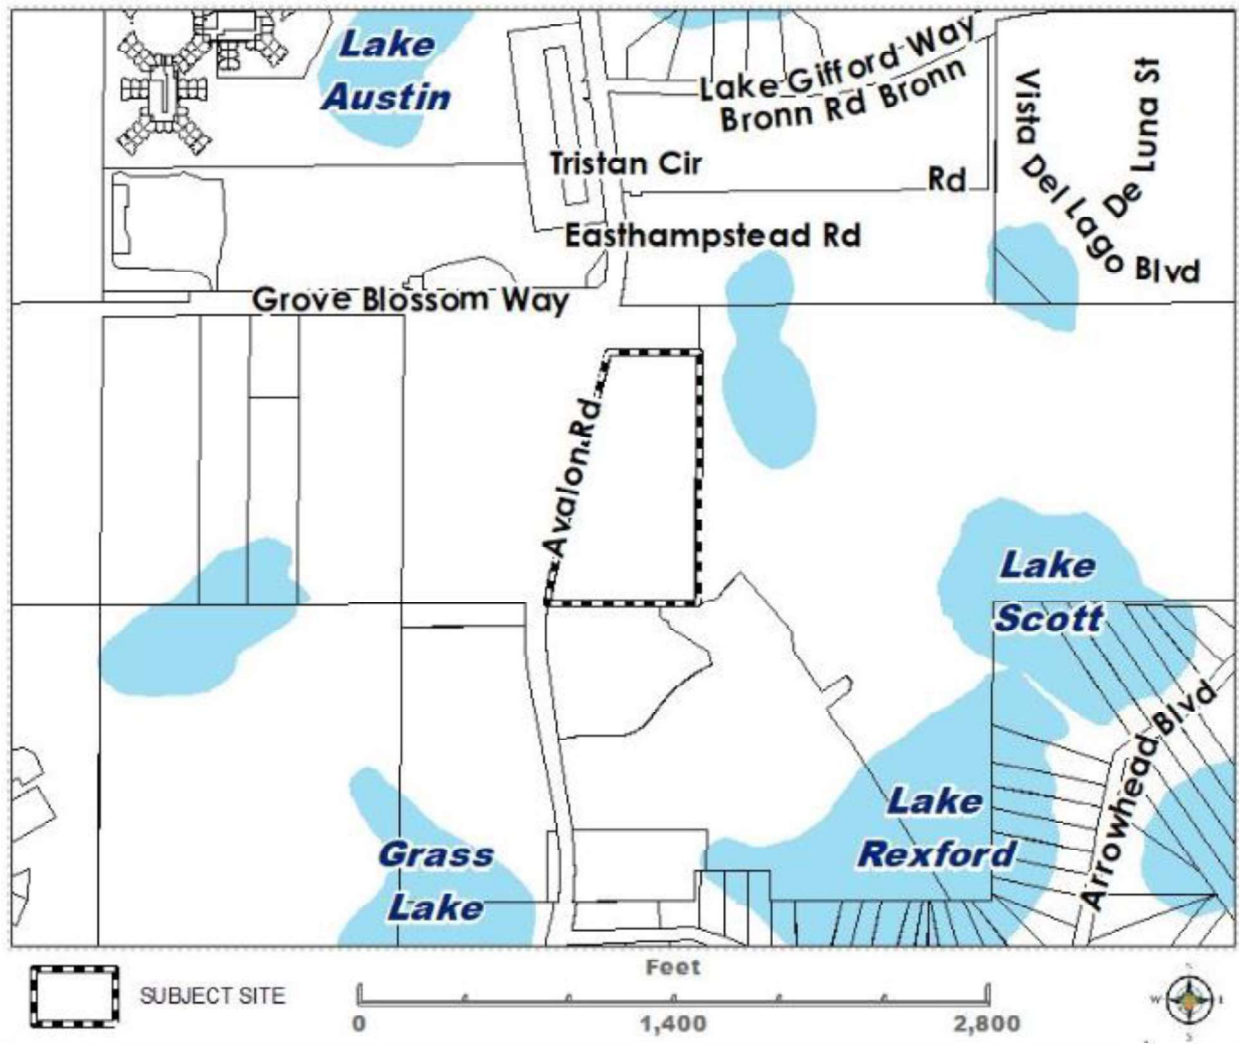 Lake
Austin
Lake Gifford Way
Bronn Rd Bronn
Rd
Vista Del Lago Blvd
De Luna St
Tristan Cir
Easthampstead Rd
Grove Blossom Way
Avalon Rd
Lake
Scott
Arrowhead Blvd
Lake
Rexford
Grass
Lake
SUBJECT SITE
Feet
0 1,400 2,800
W